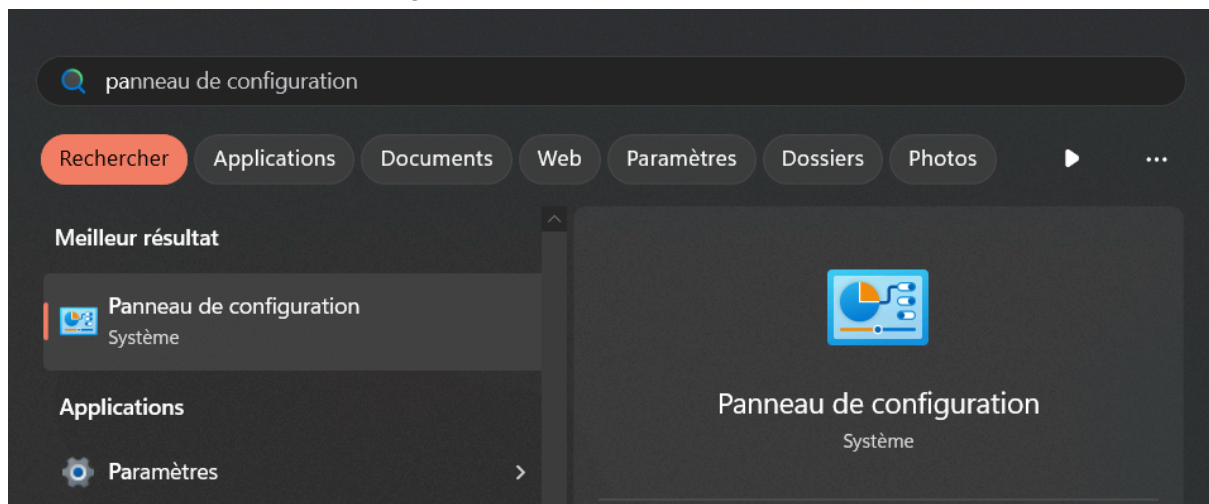 panneau de configuration
Rechercher Applications Documents Web Paramètres Dossiers Photos
Meilleur résultat
Panneau de configuration
Système
Applications
Paramètres
Panneau de configuration
Système